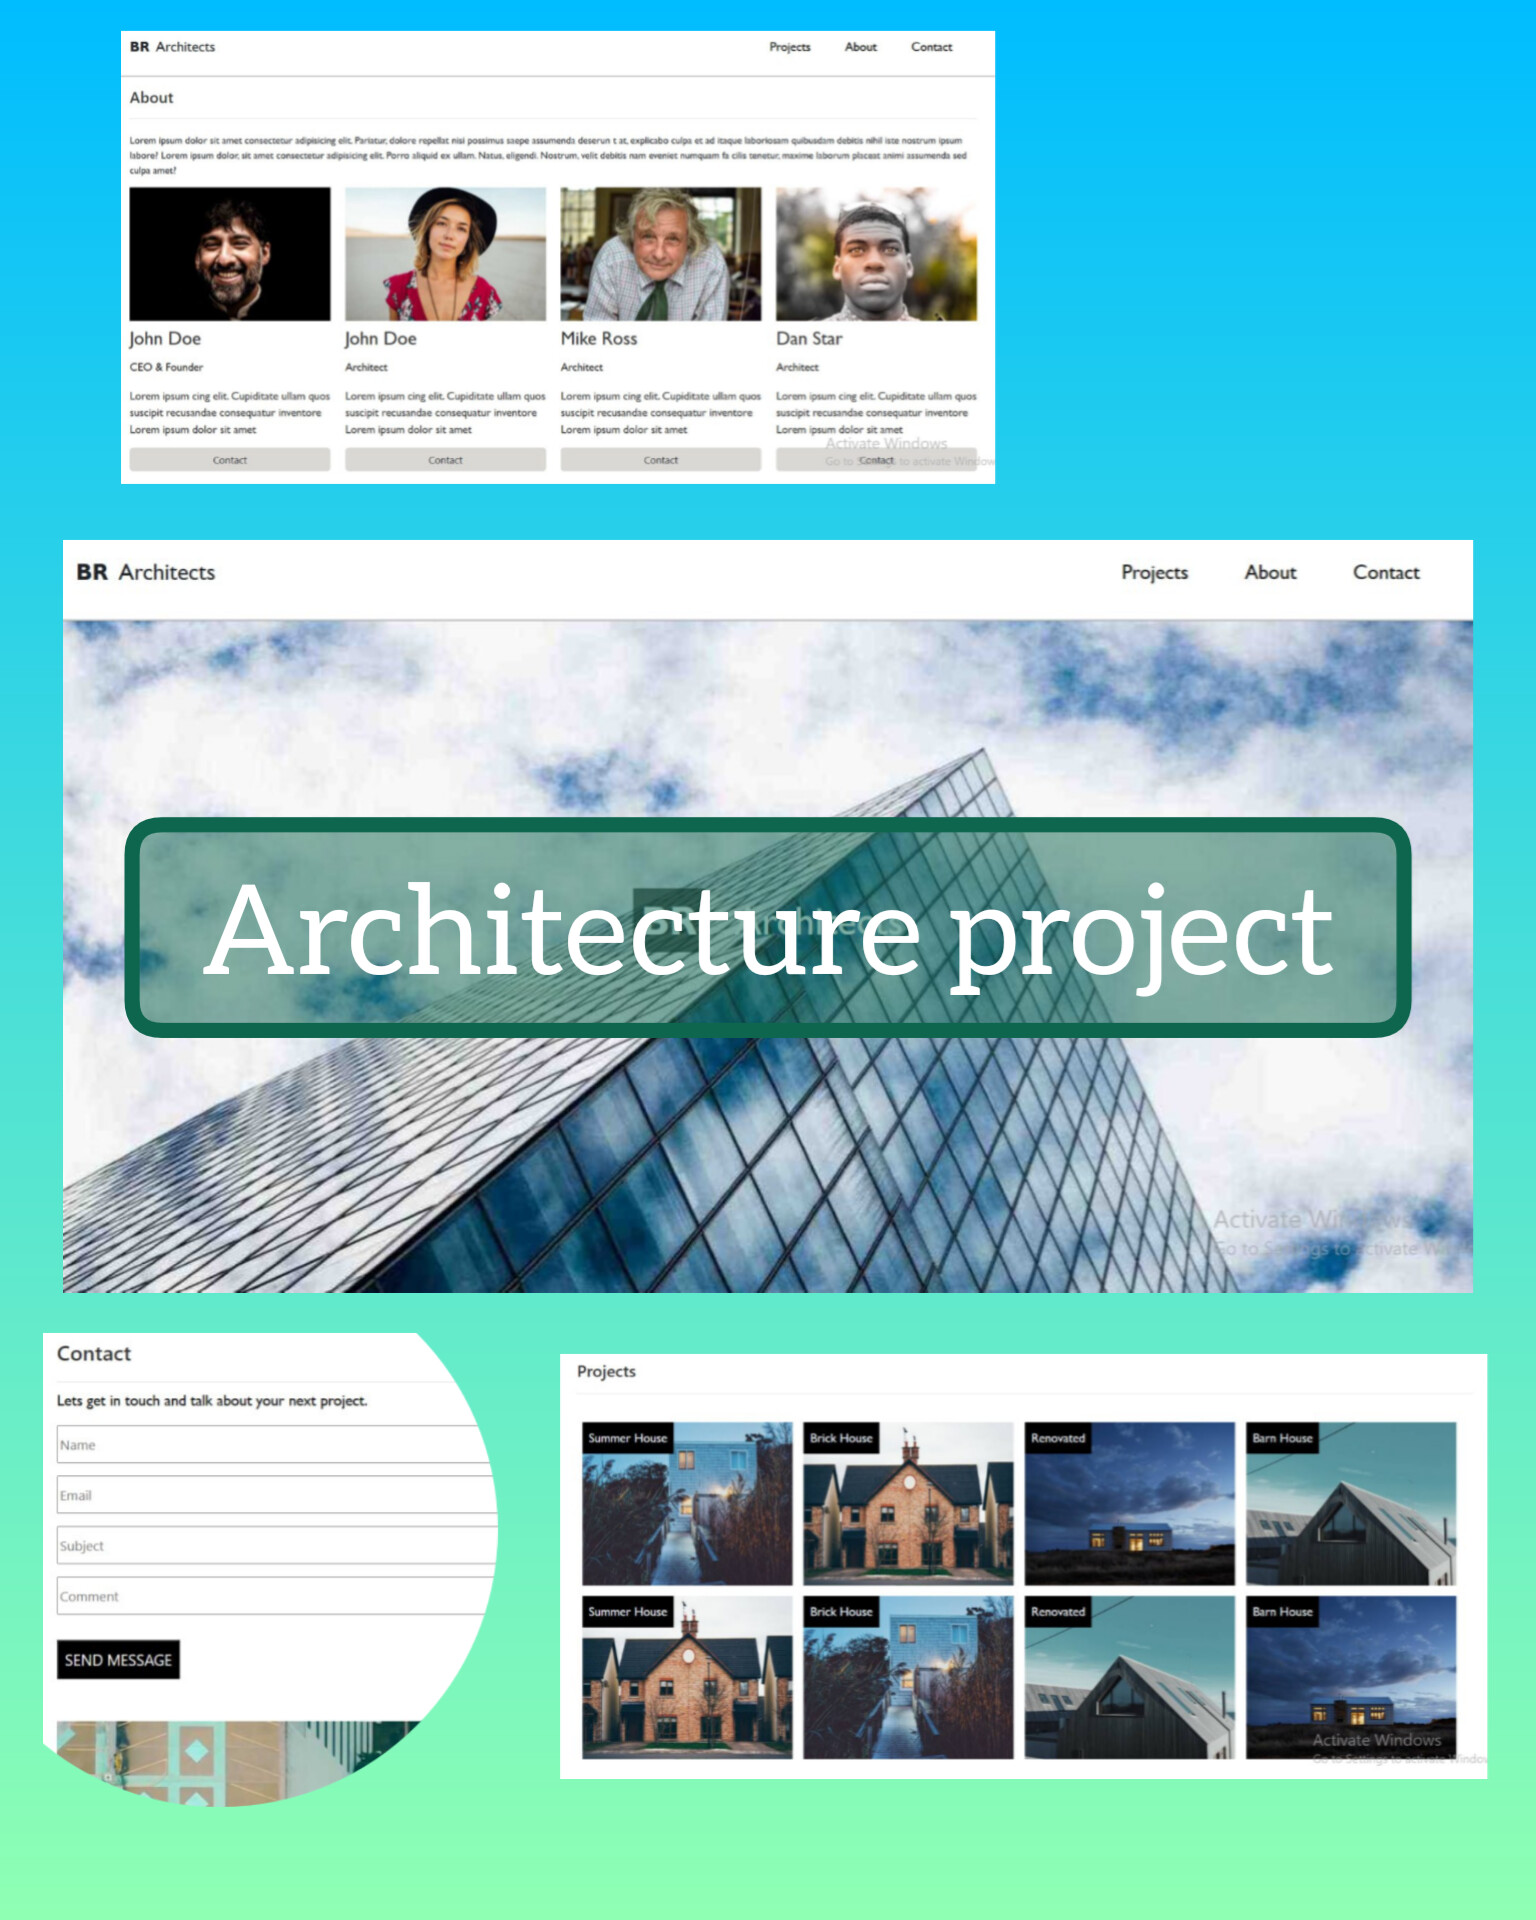 BR Architects
Projects About Contact
About
Lorem ipsum dolor sit amet consectetur adipisicing elit. Pariatur, dolore repellat nisi possimus saepe assumenda deserun t at, explicabo culpa et ad itaque laboriosam quibusdam debitis nihil iste nostrum ipsum
labore! Lorem ipsum dolor, sit amet consectetur adipisicing elit. Porro aliquid ex ullam. Natus, eligendi. Nostrum, velit debitis nam eveniet numquam fa cilis tenetur, maxime laborum placeat animi assumenda sed
culpa amet?
John Doe
CEO & Founder
Lorem ipsum cing elit. Cupiditate ullam quos
suscipit recusandae consequatur inventore
Lorem ipsum dolor sit amet
Contact
John Doe
Architect
Lorem ipsum cing elit. Cupiditate ullam quos
suscipit recusandae consequatur inventore
Lorem ipsum dolor sit amet
Contact
Mike Ross
Architect
Lorem ipsum cing elit. Cupiditate ullam quos
suscipit recusandae consequatur inventore
Lorem ipsum dolor sit amet
Contact
Dan Star
Architect
Lorem ipsum cing elit. Cupiditate ullam quos
suscipit recusandae consequatur inventore
Lorem ipsum dolor sit amet
Contact
Activate Windows
Go to Settings to activate Window
BR Architects
Projects About Contact
BR Architects
Architecture project
Activate Windows
Go to Settings to activate
Contact
Lets get in touch and talk about your next project.
Name
Email
Subject
Comment
SEND MESSAGE
Projects
Summer House
Brick House
Renovated
Barn House
Summer House
Brick House
Renovated
Barn House
Activate Windows
Go to Settings to activate Window